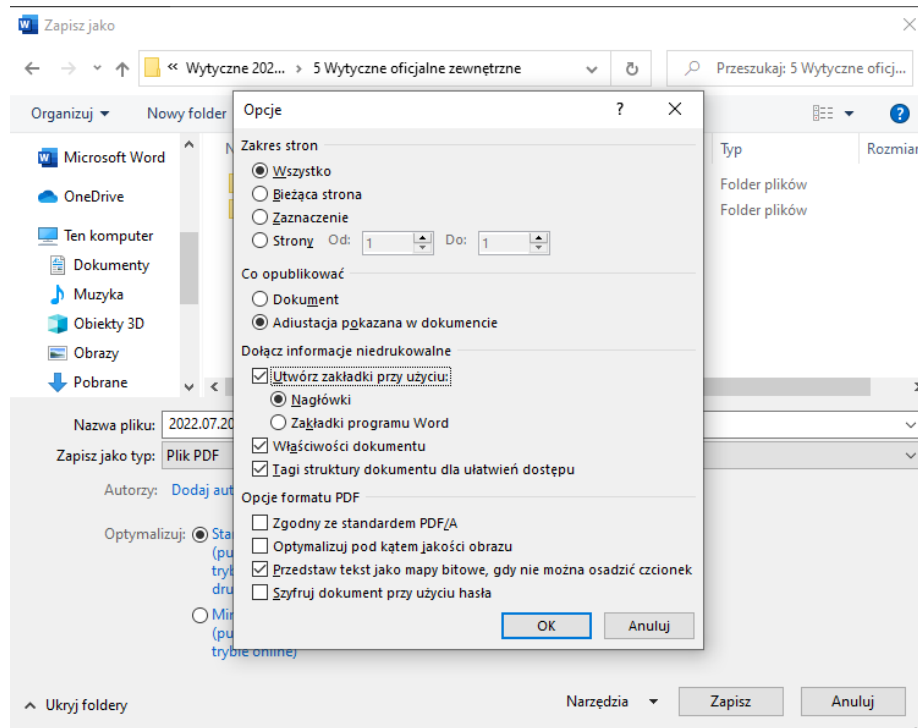 Zapisz jako
« Wytyczne 202... › 5 Wytyczne oficjalne zewnętrzne
Przeszukaj: 5 Wytyczne oficj...
Organizuj
Nowy folder
Opcje
?
Zakres stron
Wszystko
Bieżąca strona
Zaznaczenie
Strony Od: 1 Do: 1
Co opublikować
Dokument
Adiustacja pokazana w dokumencie
Dołącz informacje niedrukowalne
Utwórz zakładki przy użyciu:
Nagłówki
Zakładki programu Word
Właściwości dokumentu
Tagi struktury dokumentu dla ułatwień dostępu
Opcje formatu PDF
Zgodny ze standardem PDF/A
Optymalizuj pod kątem jakości obrazu
Przedstaw tekst jako mapy bitowe, gdy nie można osadzić czcionek
Szyfruj dokument przy użyciu hasła
OK Anuluj
Typ
Rozmiar
Folder plików
Folder plików
Microsoft Word
OneDrive
Ten komputer
Dokumenty
Muzyka
Obiekty 3D
Obrazy
Pobrane
Nazwa pliku: 2022.07.20
Zapisz jako typ: Plik PDF
Autorzy: Dodaj aut
Optymalizuj: Sta
(pu
tryb
dru
Mir
(pu
trybie online)
Ukryj foldery
Narzędzia
Zapisz
Anuluj